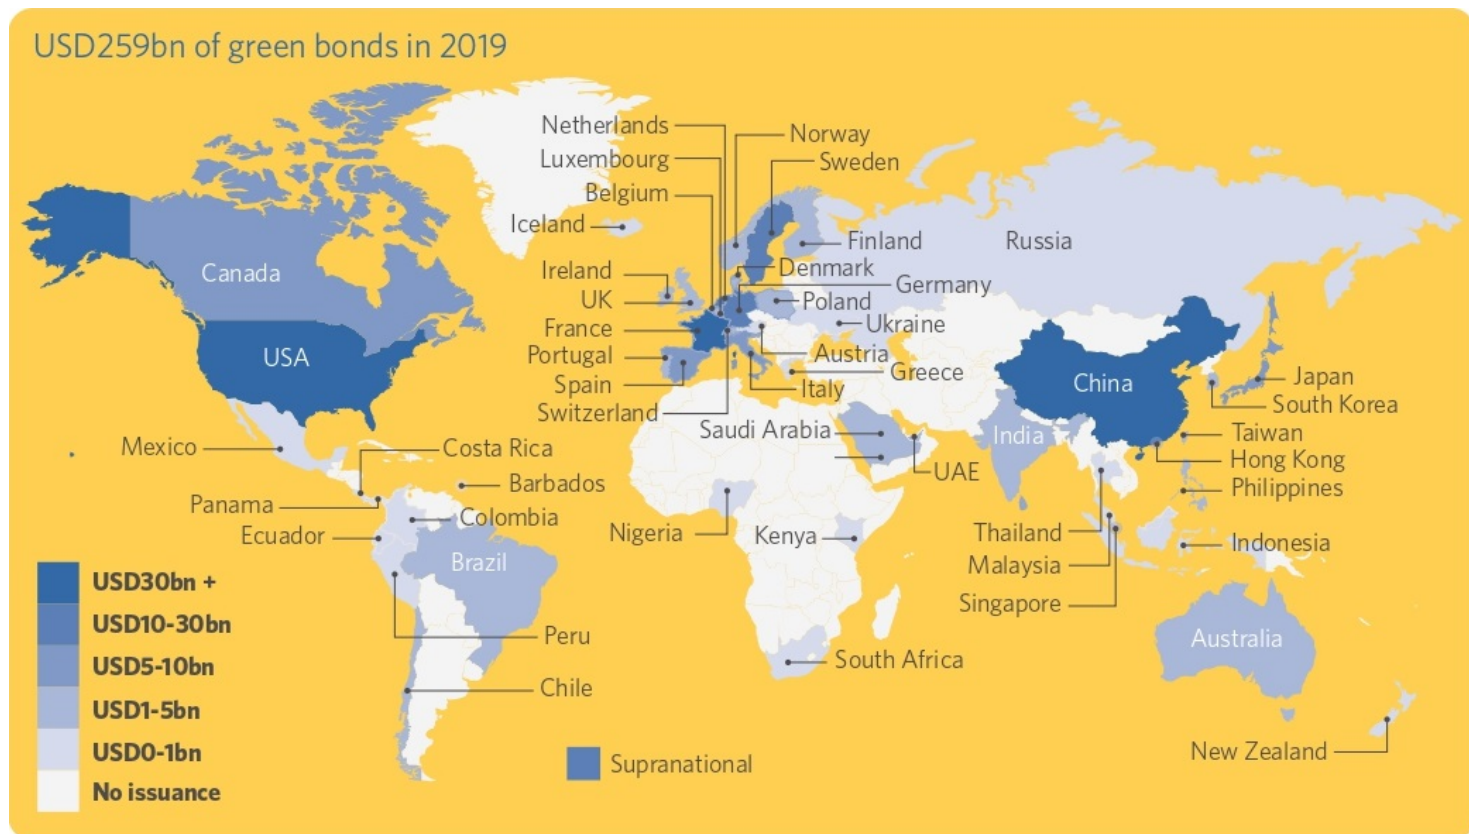 USD259bn of green bonds in 2019
Netherlands
Norway
Luxembourg
Sweden
Belgium
Iceland
Finland
Russia
Canada
Ireland
Denmark
Germany
UK
Poland
France
Ukraine
USA
Portugal
Austria
Greece
Spain
Italy
China
Japan
Switzerland
South Korea
Saudi Arabia
India
Taiwan
Mexico
Costa Rica
Hong Kong
UAE
Barbados
Philippines
Panama
Colombia
Ecuador
Nigeria
Kenya
Thailand
Indonesia
Brazil
Malaysia
Singapore
Peru
Australia
South Africa
Chile
New Zealand
USD30bn +
USD10-30bn
USD5-10bn
USD1-5bn
USD0-1bn
No issuance
Supranational